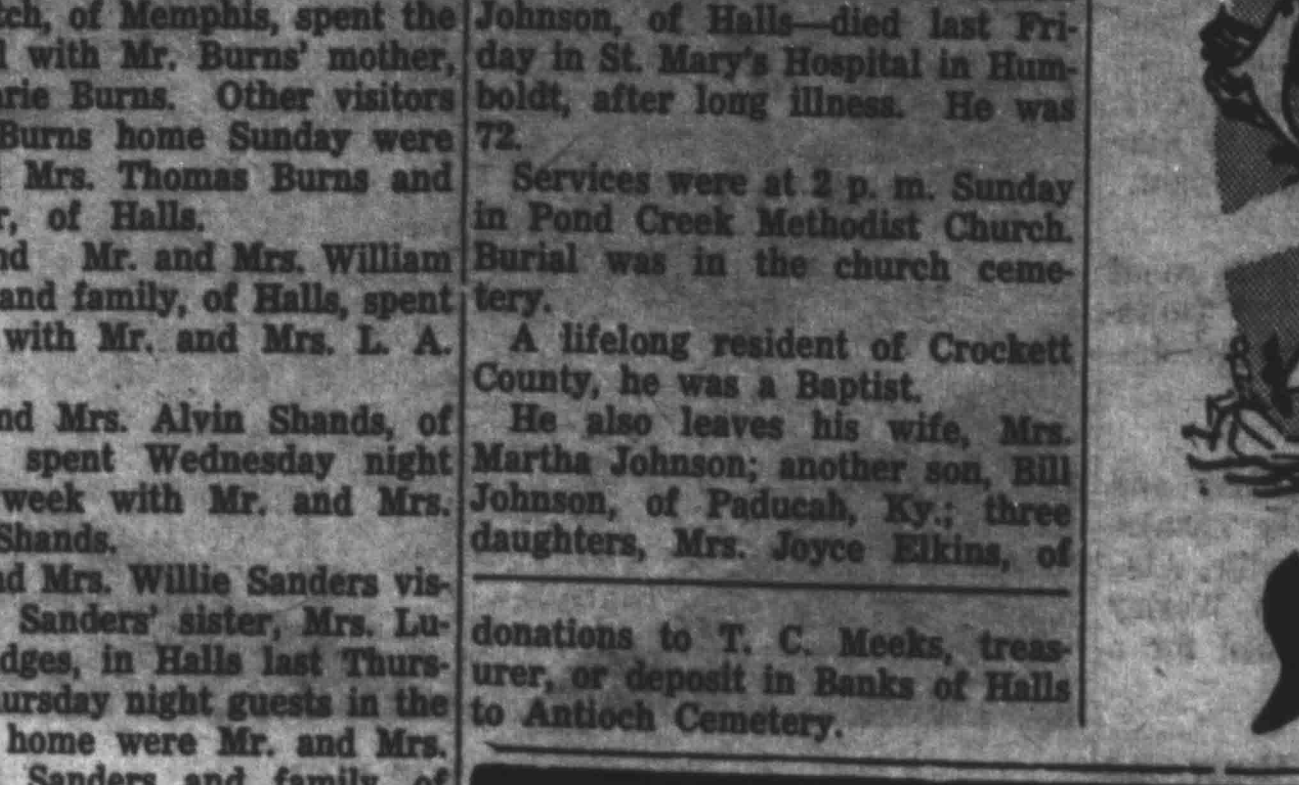 tch, of Memphis, spent the
with Mr. Burns' mother,
rie Burns. Other visitors
Burns home Sunday were
Mrs. Thomas Burns and
r, of Halls.
nd Mr. and Mrs. William
and family, of Halls, spent
with Mr. and Mrs. L. A.
nd Mrs. Alvin Shands, of
spent Wednesday night
week with Mr. and Mrs.
Shands.
nd Mrs. Willie Sanders vis-
Sanders' sister, Mrs. Lu-
dges, in Halls last Thurs-
ursday night guests in the
home were Mr. and Mrs.
Sanders and family, of
Johnson, of Halls—died last Fri-
day in St. Mary's Hospital in Hum-
boldt, after long illness. He was
72.
Services were at 2 p. m. Sunday
in Pond Creek Methodist Church.
Burial was in the church ceme-
tery.
A lifelong resident of Crockett
County, he was a Baptist.
He also leaves his wife, Mrs.
Martha Johnson; another son, Bill
Johnson, of Paducah, Ky.; three
daughters, Mrs. Joyce Elkins, of
donations to T. C. Meeks, treas-
urer, or deposit in Banks of Halls
to Antioch Cemetery.